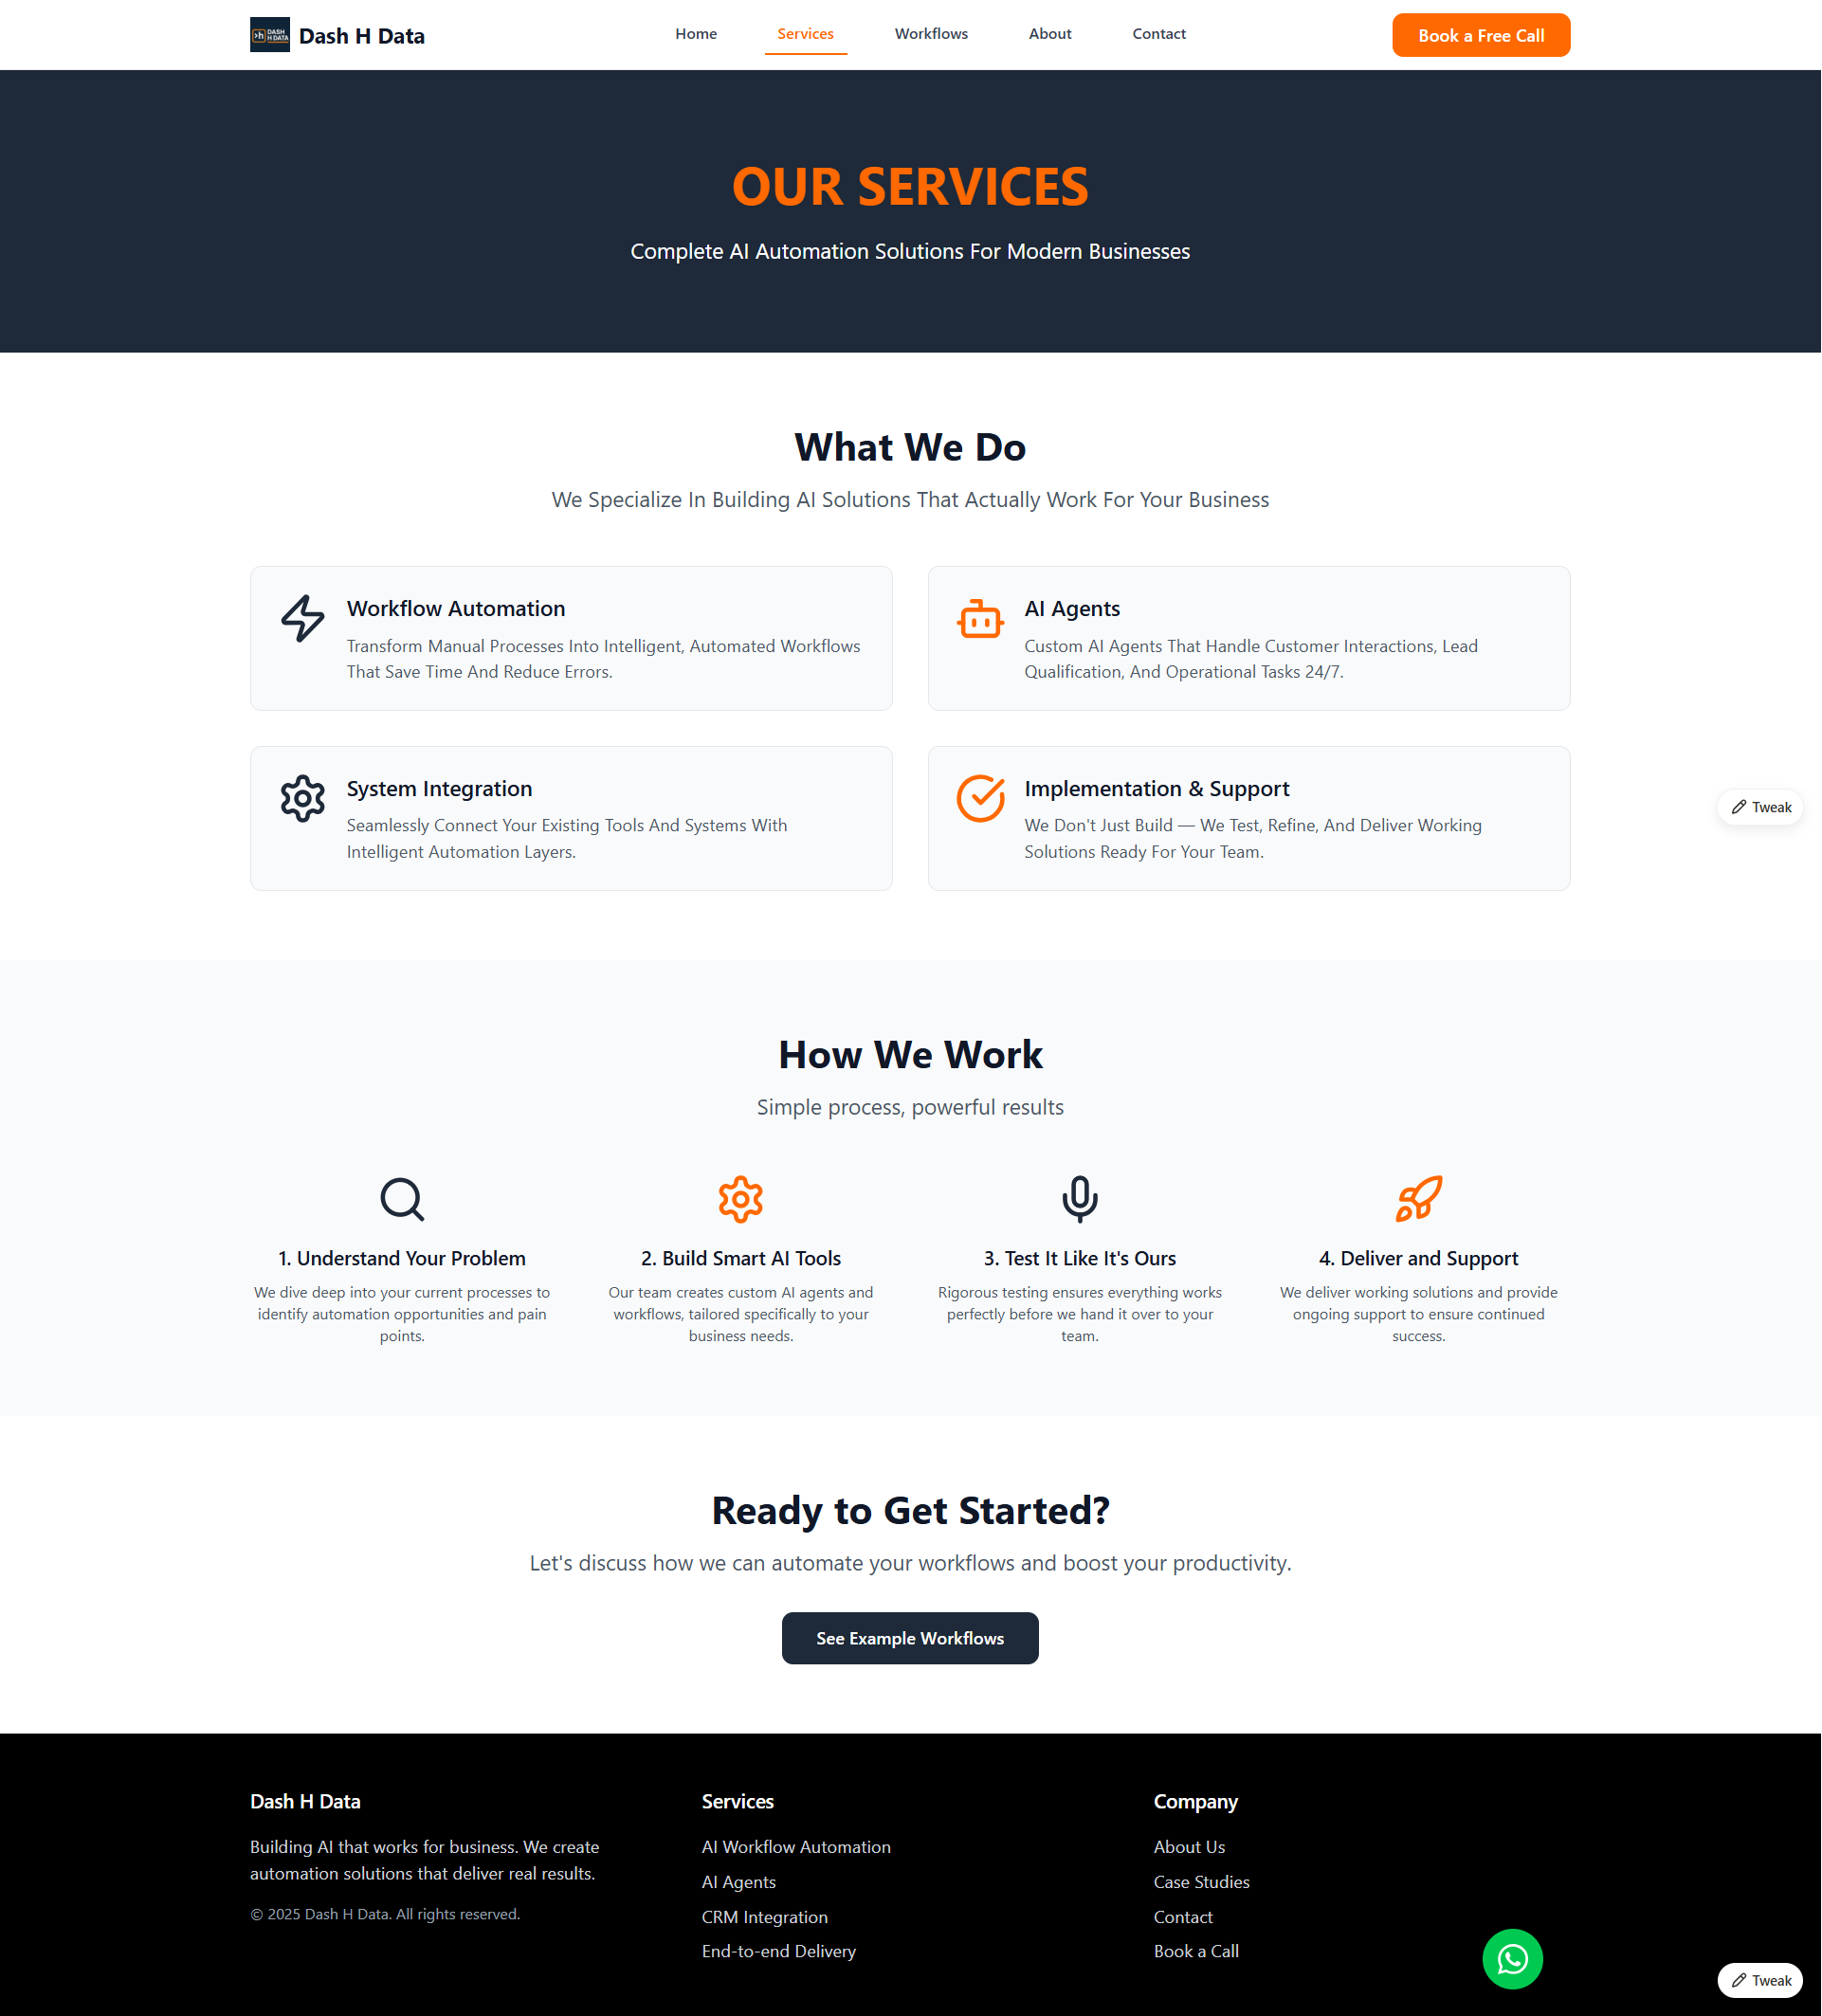 DASH
H DATA
Dash H Data
Home
Services
Workflows
About
Contact
Book a Free Call
OUR SERVICES
Complete AI Automation Solutions For Modern Businesses
What We Do
We Specialize In Building AI Solutions That Actually Work For Your Business
Workflow Automation
Transform Manual Processes Into Intelligent, Automated Workflows
That Save Time And Reduce Errors.
AI Agents
Custom AI Agents That Handle Customer Interactions, Lead
Qualification, And Operational Tasks 24/7.
System Integration
Seamlessly Connect Your Existing Tools And Systems With
Intelligent Automation Layers.
Implementation & Support
We Don't Just Build — We Test, Refine, And Deliver Working
Solutions Ready For Your Team.
Tweak
How We Work
Simple process, powerful results
1. Understand Your Problem
We dive deep into your current processes to
identify automation opportunities and pain
points.
2. Build Smart AI Tools
Our team creates custom AI agents and
workflows, tailored specifically to your
business needs.
3. Test It Like It's Ours
Rigorous testing ensures everything works
perfectly before we hand it over to your
team.
4. Deliver and Support
We deliver working solutions and provide
ongoing support to ensure continued
success.
Ready to Get Started?
Let's discuss how we can automate your workflows and boost your productivity.
See Example Workflows
Dash H Data
Building AI that works for business. We create
automation solutions that deliver real results.
© 2025 Dash H Data. All rights reserved.
Services
AI Workflow Automation
AI Agents
CRM Integration
End-to-end Delivery
Company
About Us
Case Studies
Contact
Book a Call
Tweak